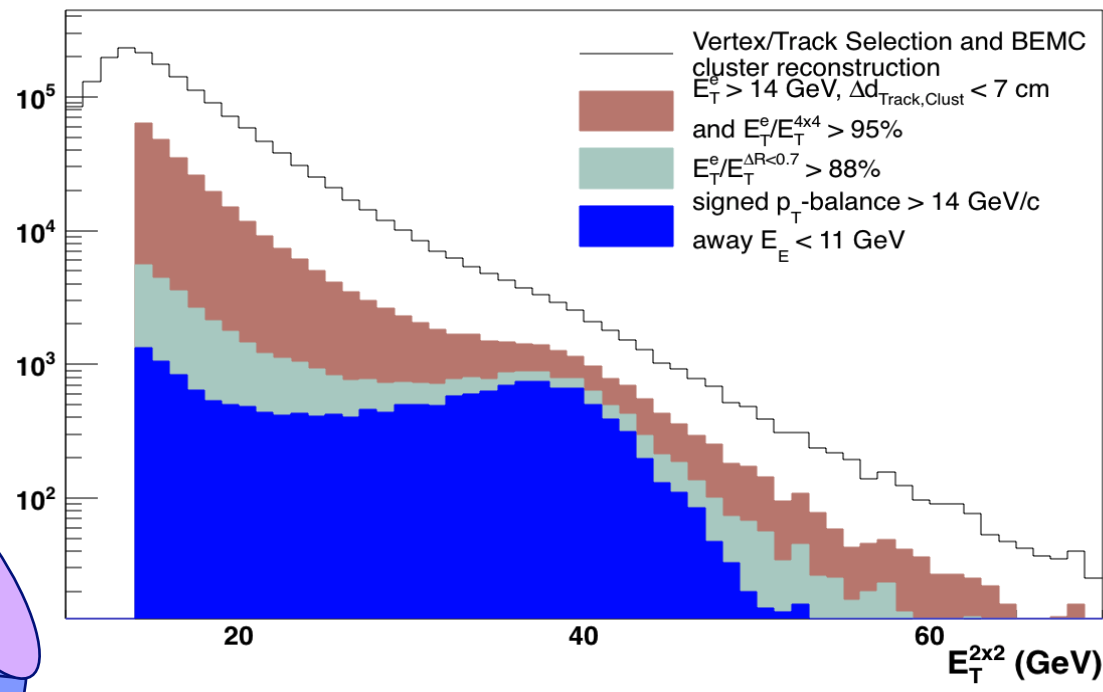 Vertex/Track Selection and BEMC
cluster reconstruction
E_T^e > 14 GeV, Δd_Track,Clust < 7 cm
and E_T^e/E_T^4x4 > 95%
E_T^e/E_T^ΔR<0.7 > 88%
signed p_T-balance > 14 GeV/c
away E_E < 11 GeV
10^5
10^4
10^3
10^2
20 40 60
E_T^2x2 (GeV)